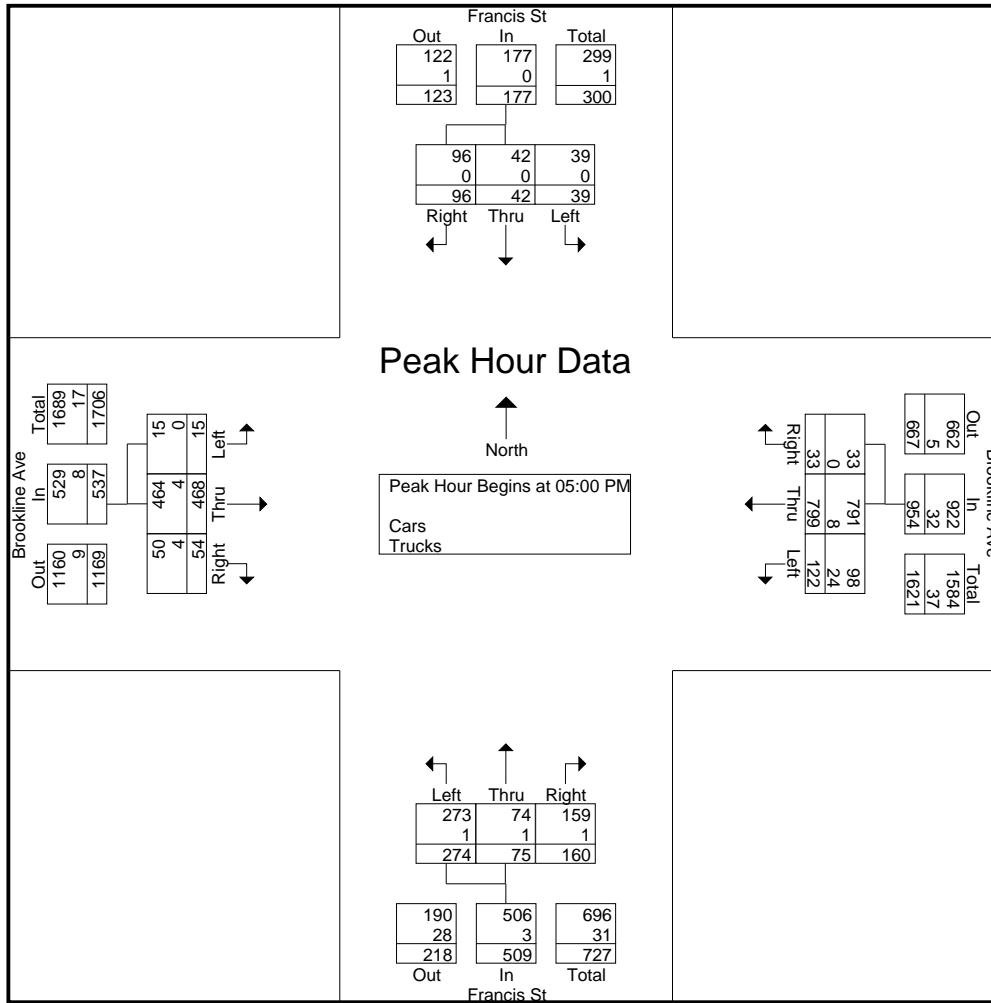 Francis St
Out In Total
122 177 299
1 0 1
123 177 300
96 42 39
0 0 0
96 42 39
Right Thru Left
Peak Hour Data
North
Peak Hour Begins at 05:00 PM
Cars
Trucks
Brookline Ave
Out In Total
1160 529 1689
9 8 17
1169 537 1706
Right Thru Left
50 464 15
4 4 0
54 468 15
Brookline Ave
Out In Total
662 922 1584
5 32 37
667 954 1621
33 791 98
0 8 24
33 799 122
Right Thru Left
Left Thru Right
273 74 159
1 1 1
274 75 160
190 506 696
28 3 31
218 509 727
Out In Total
Francis St